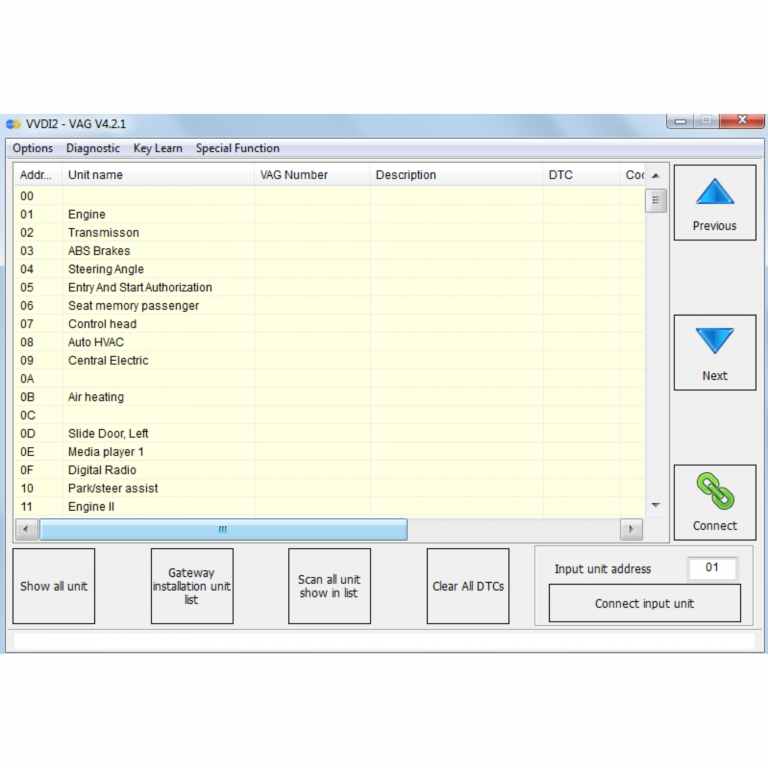 VVDI2 - VAG V4.2.1
Options Diagnostic Key Learn Special Function
Addr... Unit name VAG Number Description DTC Coc
00
01 Engine
02 Transmisson
03 ABS Brakes
04 Steering Angle
05 Entry And Start Authorization
06 Seat memory passenger
07 Control head
08 Auto HVAC
09 Central Electric
0A
0B Air heating
0C
0D Slide Door, Left
0E Media player 1
0F Digital Radio
10 Park/steer assist
11 Engine II
Previous
Next
Connect
Show all unit
Gateway
installation unit
list
Scan all unit
show in list
Clear All DTCs
Input unit address 01
Connect input unit